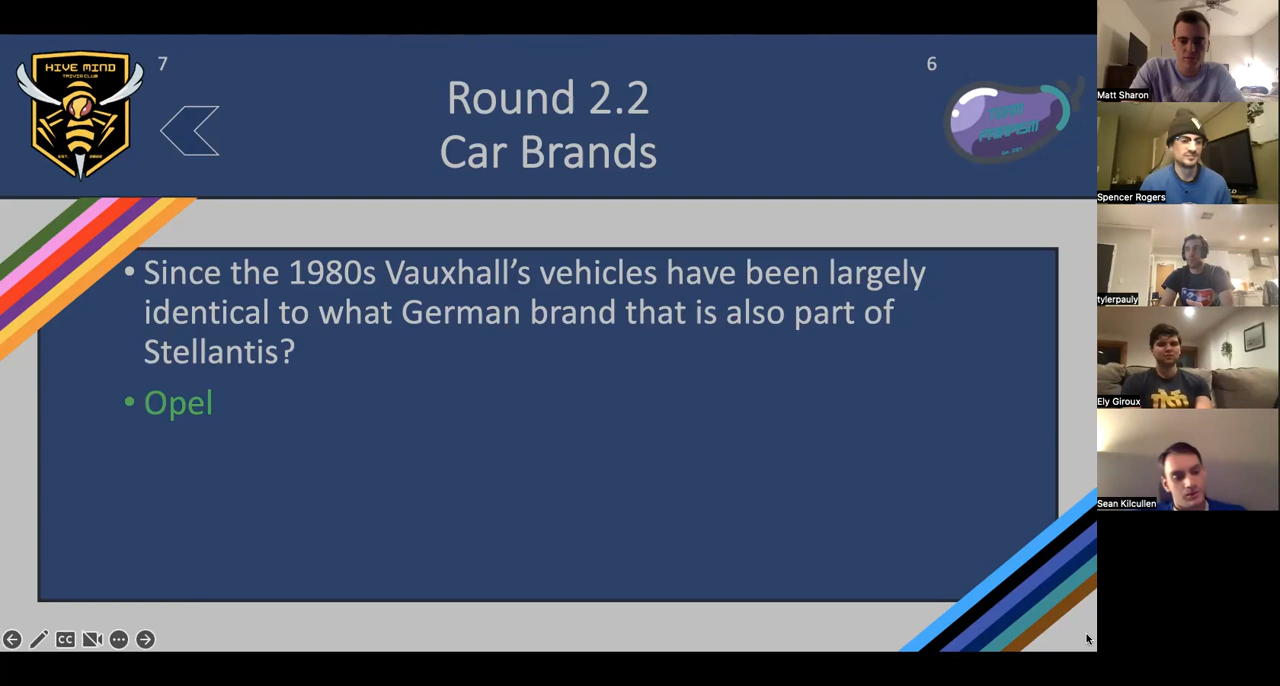 HIVE MIND
TRIVIA CLUB
7
Round 2.2
Car Brands
6
Matt Sharon
Spencer Rogers
tylerpauly
Ely Giroux
Sean Kilcullen
• Since the 1980s Vauxhall’s vehicles have been largely
identical to what German brand that is also part of
Stellantis?
• Opel
CC